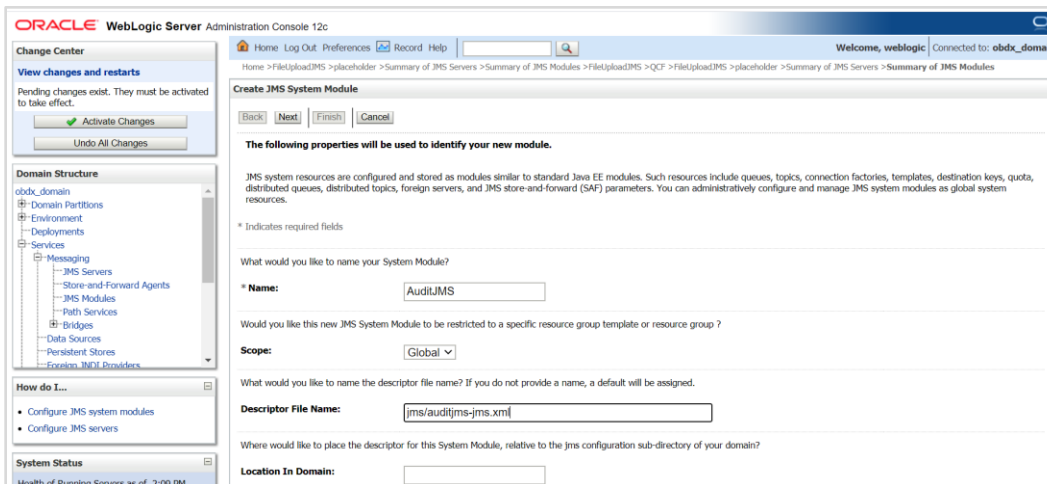 ORACLE WebLogic Server Administration Console 12c
Change Center
View changes and restarts
Pending changes exist. They must be activated
to take effect.
Activate Changes
Undo All Changes
Domain Structure
obdx_domain
Domain Partitions
Environment
Deployments
Services
Messaging
JMS Servers
Store-and-Forward Agents
JMS Modules
Path Services
Bridges
Data Sources
Persistent Stores
Foreign JNDI Providers
How do I...
Configure JMS system modules
Configure JMS servers
System Status
Health of Running Servers as of 2:09 PM
Home Log Out Preferences Record Help
Welcome, weblogic Connected to: obdx_doma
Home >FileUploadJMS >placeholder >Summary of JMS Servers >Summary of JMS Modules >FileUploadJMS >QCF >FileUploadJMS >placeholder >Summary of JMS Servers >Summary of JMS Modules
Create JMS System Module
Back Next Finish Cancel
The following properties will be used to identify your new module.
JMS system resources are configured and stored as modules similar to standard Java EE modules. Such resources include queues, topics, connection factories, templates, destination keys, quota,
distributed queues, distributed topics, foreign servers, and JMS store-and-forward (SAF) parameters. You can administratively configure and manage JMS system modules as global system
resources.
* Indicates required fields
What would you like to name your System Module?
* Name: AuditJMS
Would you like this new JMS System Module to be restricted to a specific resource group template or resource group ?
Scope: Global
What would you like to name the descriptor file name? If you do not provide a name, a default will be assigned.
Descriptor File Name: jms/auditjms-jms.xml
Where would like to place the descriptor for this System Module, relative to the jms configuration sub-directory of your domain?
Location In Domain: